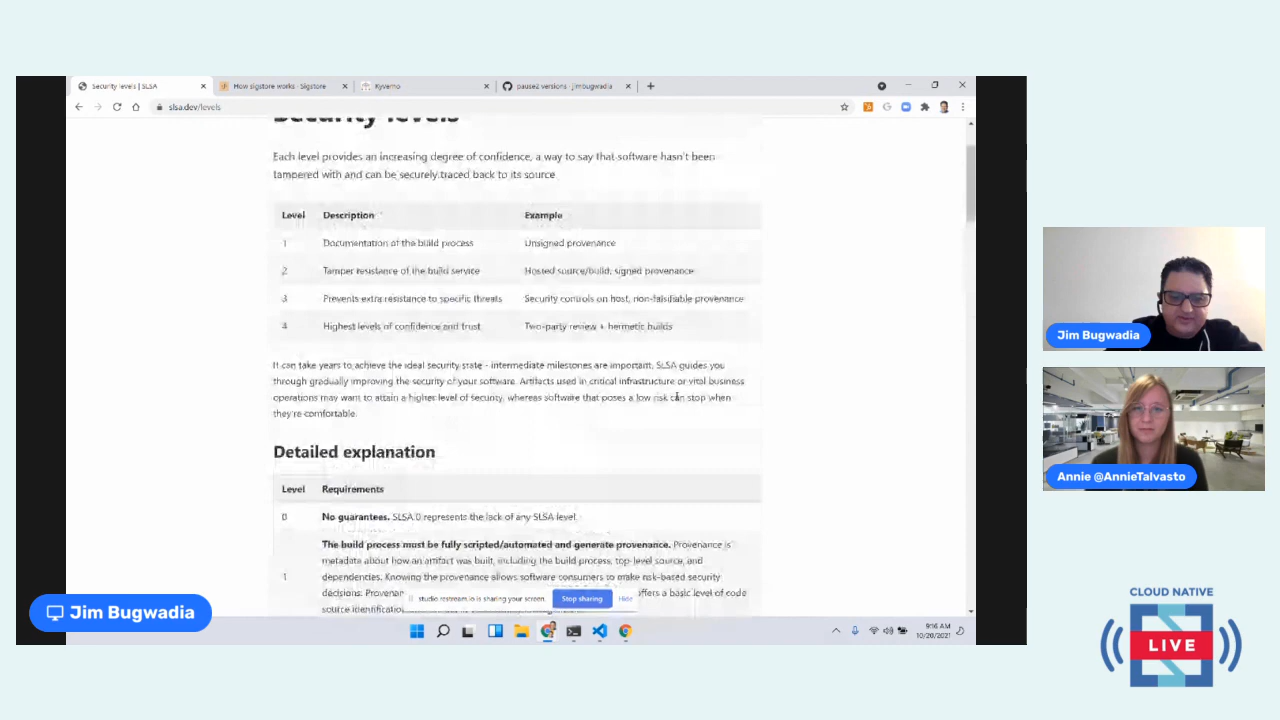 Security levels | SLSA
How sigstore works - Sigstore
Kyverno
pause2 versions · jimbugwadia
slsa.dev/levels
Security levels
Each level provides an increasing degree of confidence, a way to say that software hasn't been
tampered with and can be securely traced back to its source
Level Description Example
1 Documentation of the build process Unsigned provenance
2 Tamper resistance of the build service Hosted source/build, signed provenance
3 Prevents extra resistance to specific threats Security controls on host, non-falsifiable provenance
4 Highest levels of confidence and trust Two-party review + hermetic builds
It can take years to achieve the ideal security state - intermediate milestones are important. SLSA guides you
through gradually improving the security of your software. Artifacts used in critical infrastructure or vital business
operations may want to attain a higher level of security, whereas software that poses a low risk can stop when
they're comfortable.
Detailed explanation
Level Requirements
0 No guarantees. SLSA 0 represents the lack of any SLSA level.
The build process must be fully scripted/automated and generate provenance. Provenance is
metadata about how an artifact was built, including the build process, top-level source, and
1 dependencies. Knowing the provenance allows software consumers to make risk-based security
decisions. Provenan offers a basic level of code
source identificatio
studio.restream.io is sharing your screen.
Stop sharing
Hide
9:16 AM
10/20/2021
Jim Bugwadia
Jim Bugwadia
Annie @AnnieTalvasto
CLOUD NATIVE
LIVE